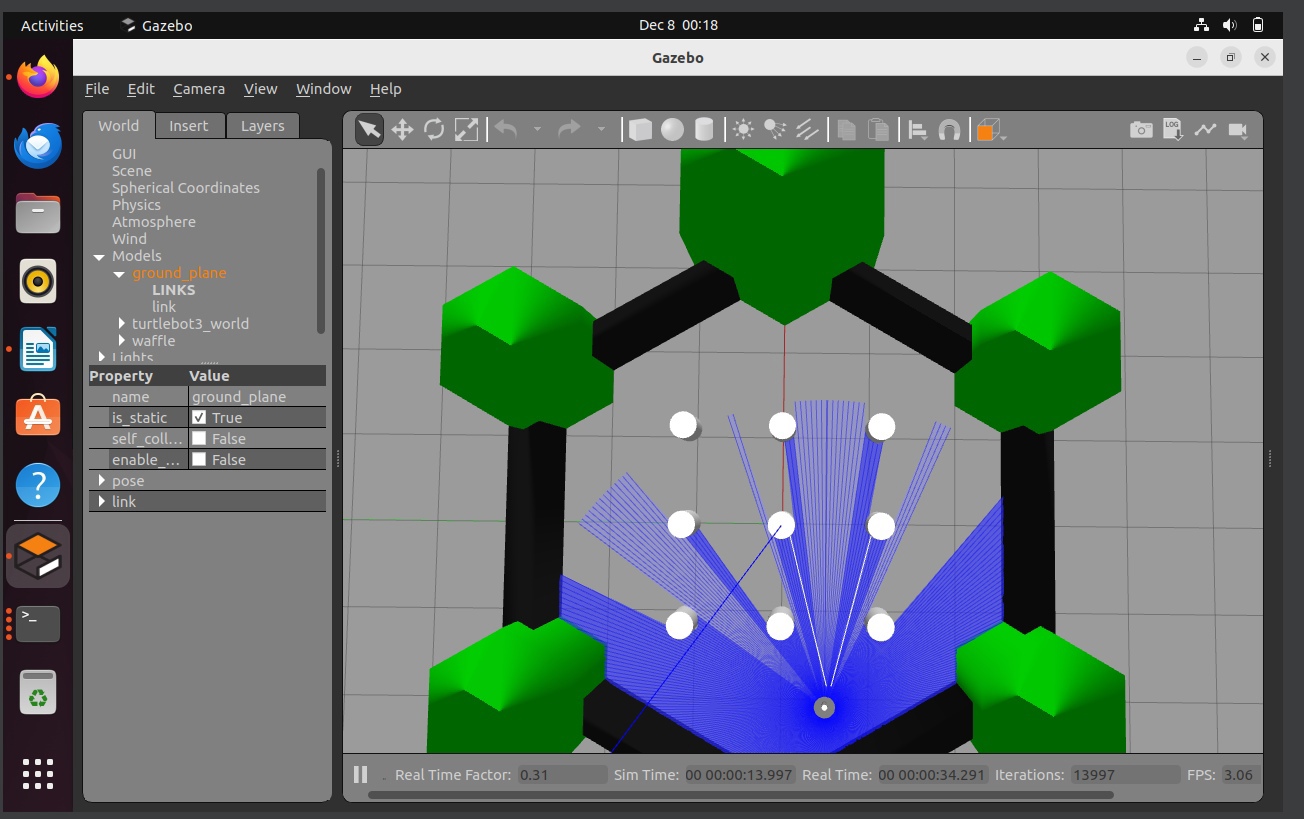 Activities Gazebo Dec 8 00:18
Gazebo
File Edit Camera View Window Help
World Insert Layers
LOG
GUI
Scene
Spherical Coordinates
Physics
Atmosphere
Wind
Models
ground_plane
LINKS
link
turtlebot3_world
waffle
Lights
Property Value
name ground_plane
is_static True
self_coll... False
enable_... False
pose
link
Real Time Factor: 0.31 Sim Time: 00 00:00:13.997 Real Time: 00 00:00:34.291 Iterations: 13997 FPS: 3.06